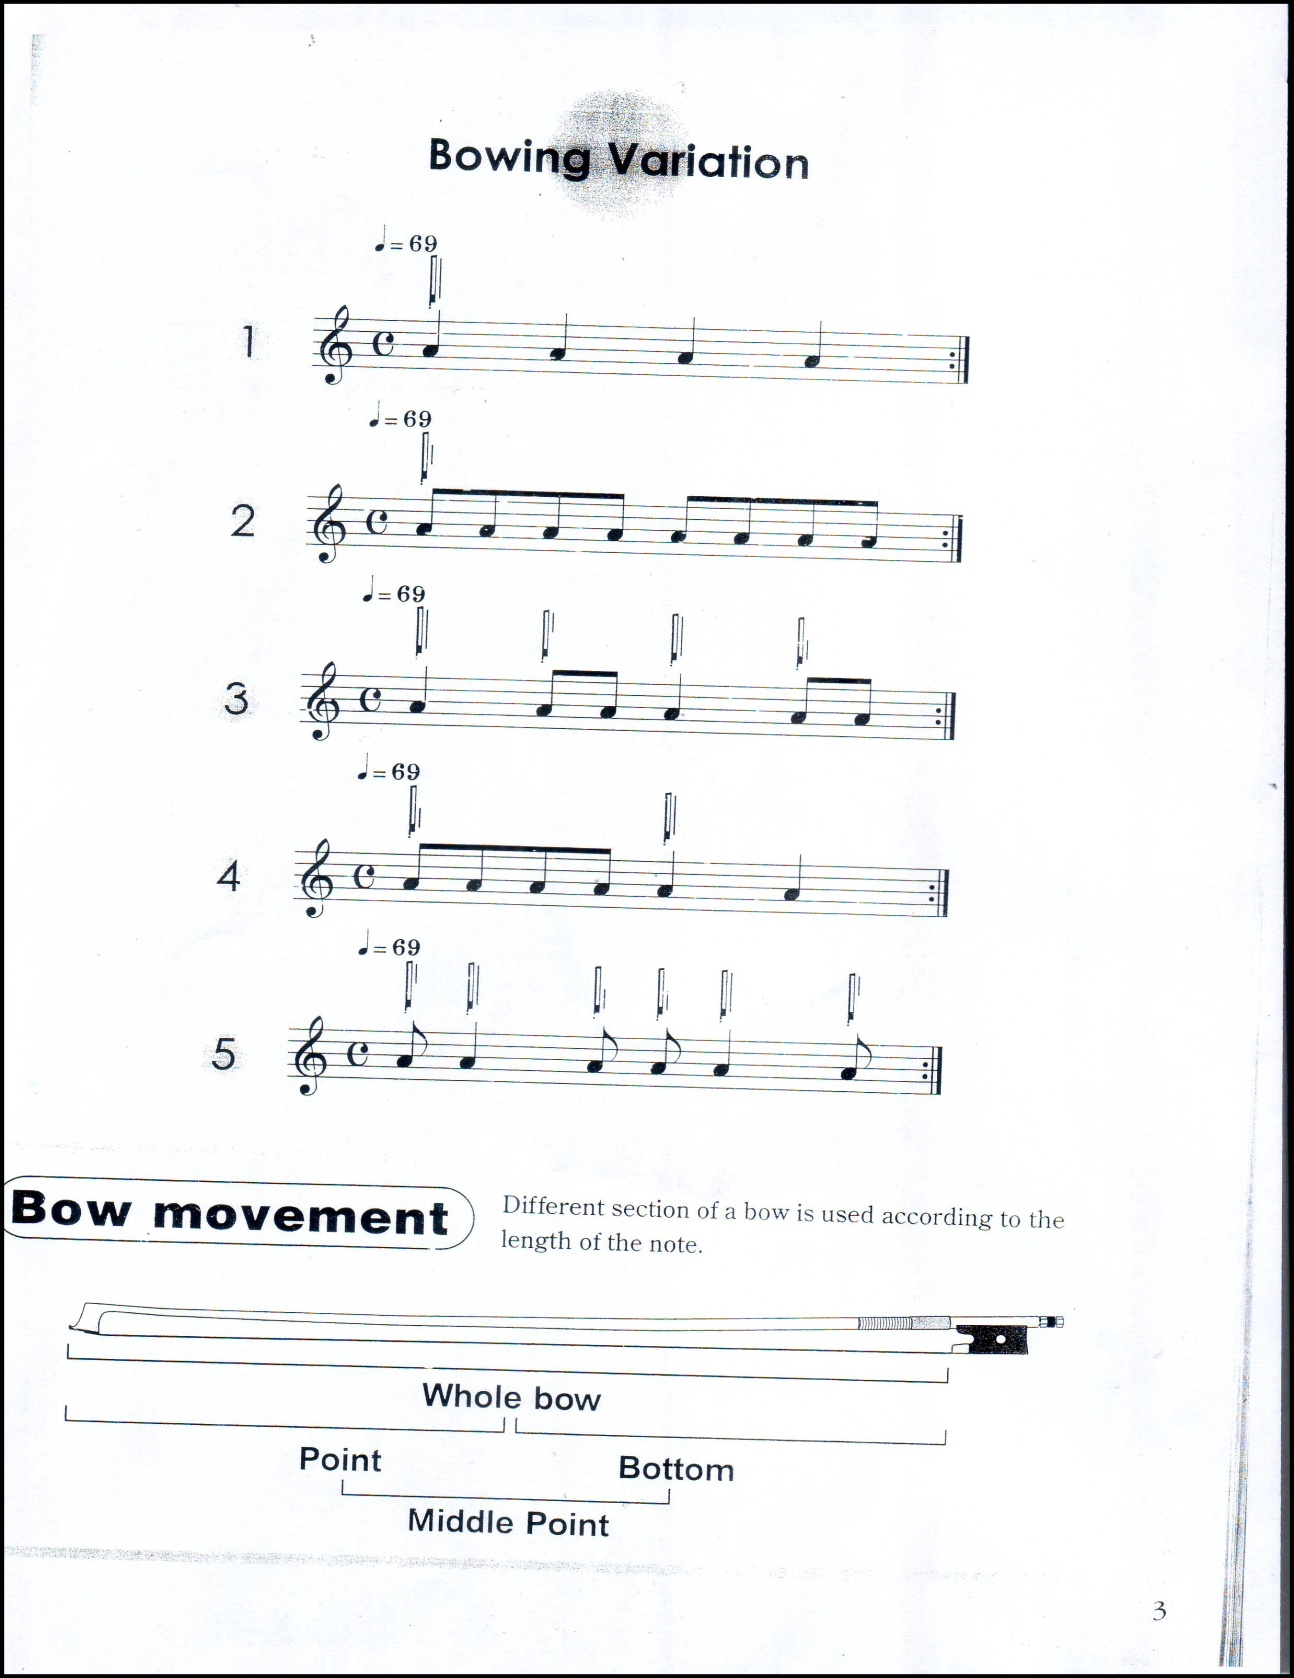 Bowing Variation
♩= 69
1
♩= 69
2
♩= 69
3
♩= 69
4
♩= 69
5
Bow movement
Different section of a bow is used according to the
length of the note.
Whole bow
Point
Bottom
Middle Point
3